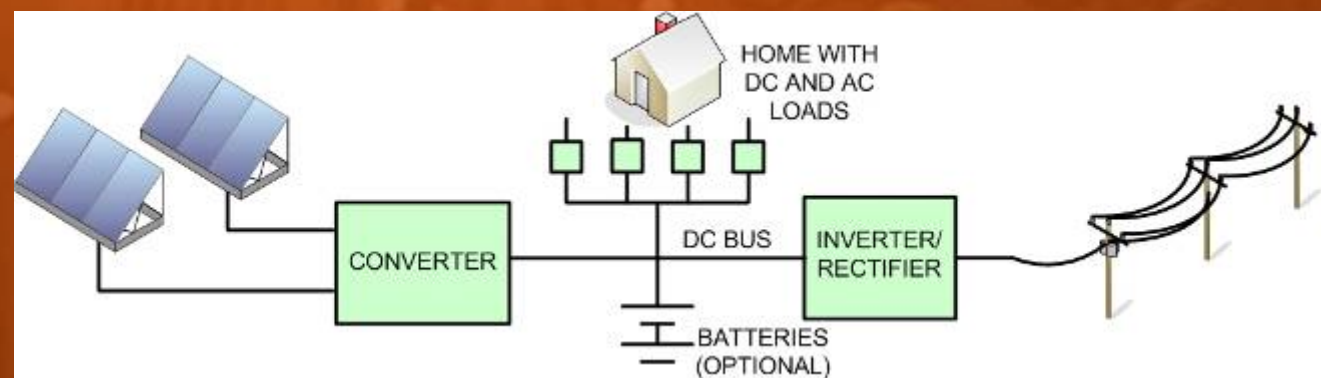 HOME WITH
DC AND AC
LOADS
CONVERTER
DC BUS
INVERTER/
RECTIFIER
BATTERIES
(OPTIONAL)